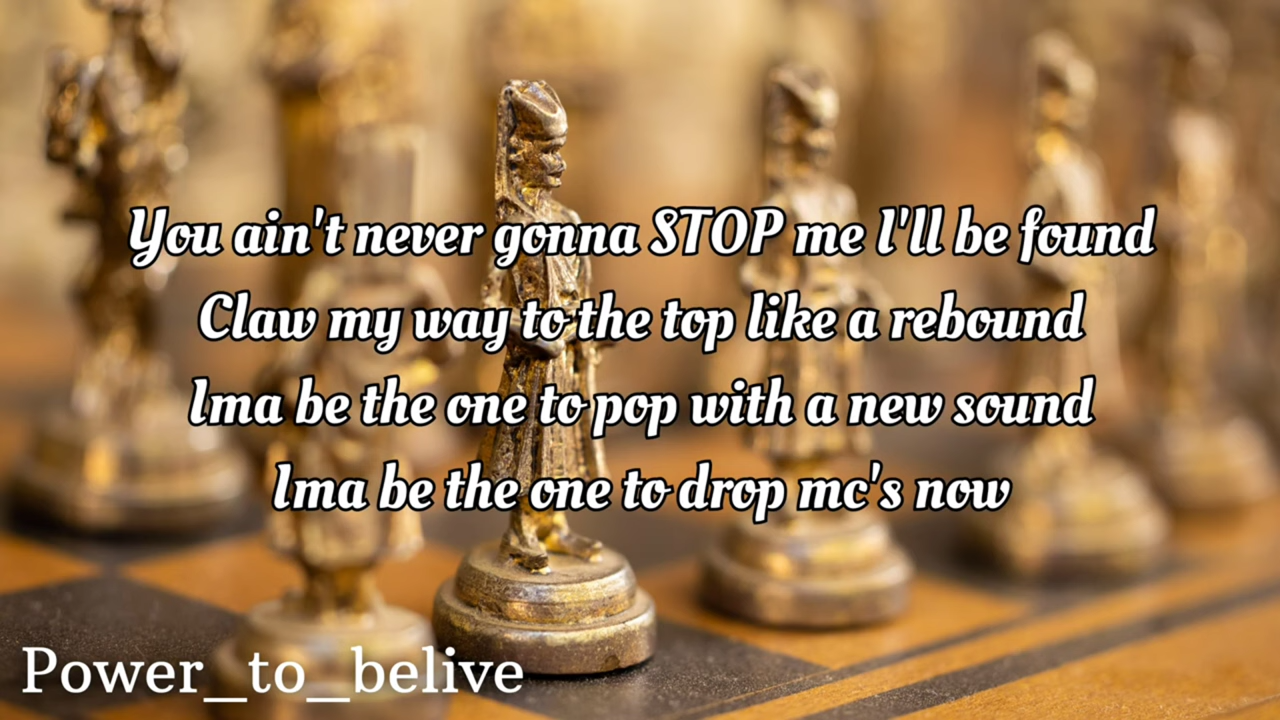 You ain't never gonna STOP me I'll be found
Claw my way to the top like a rebound
Ima be the one to pop with a new sound
Ima be the one to drop mc's now
Power_to_belive